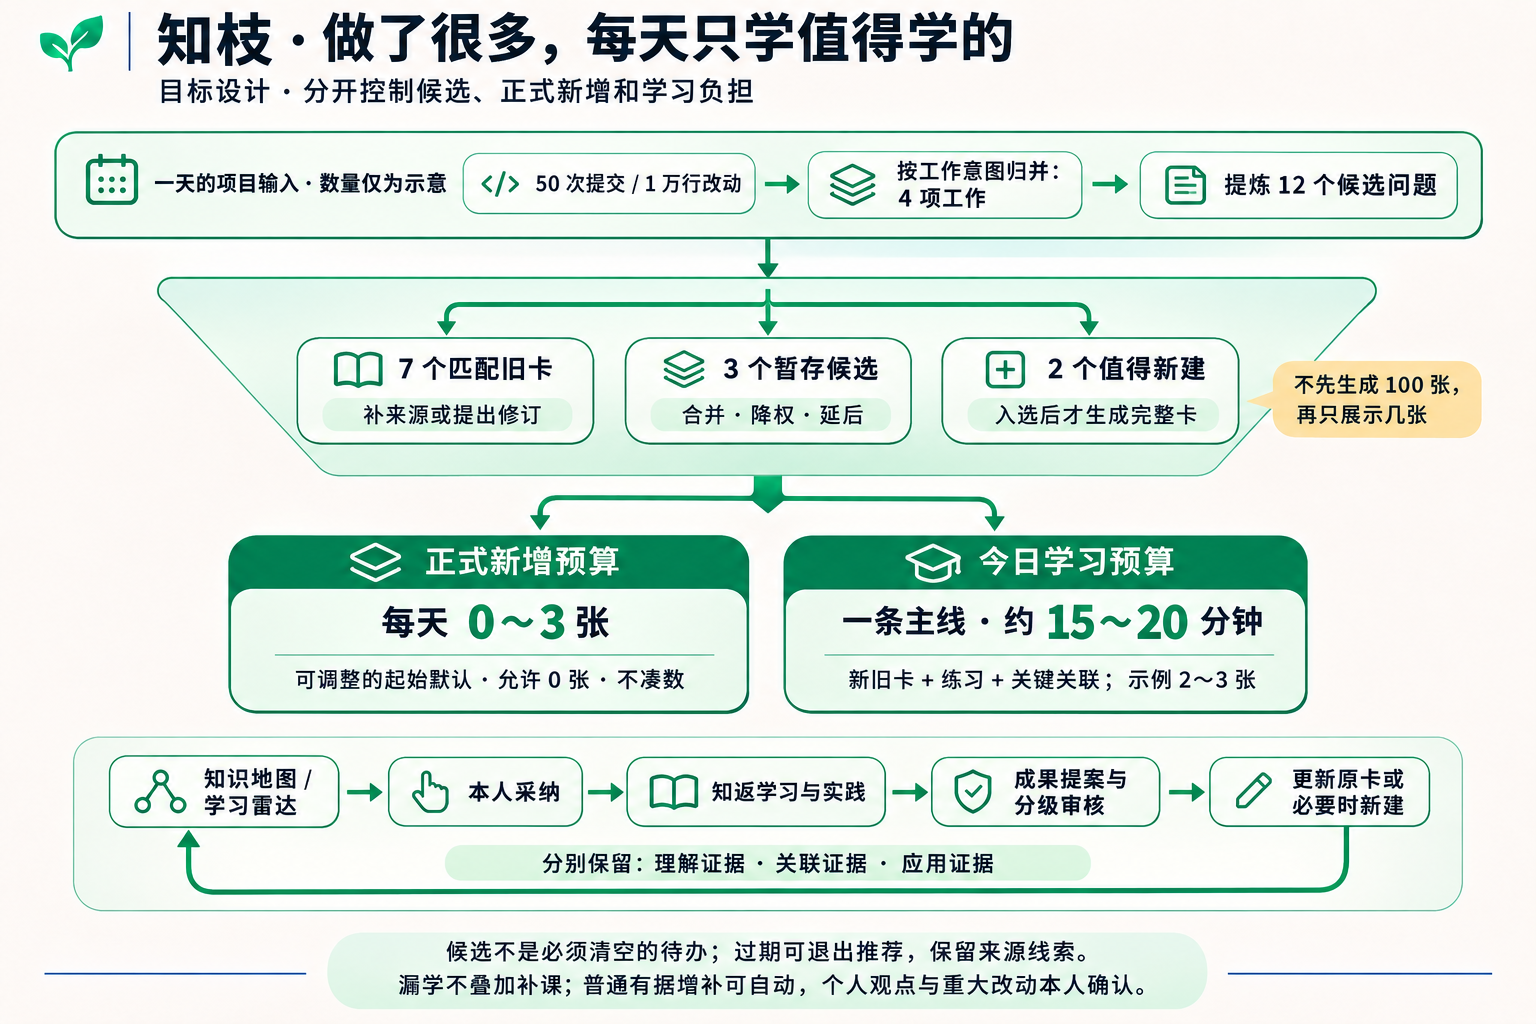 知枝 · 做了很多，每天只学值得学的
目标设计 · 分开控制候选、正式新增和学习负担
一天的项目输入 · 数量仅为示意
</> 50 次提交 / 1 万行改动
按工作意图归并：
4 项工作
提炼 12 个候选问题
7 个匹配旧卡
补来源或提出修订
3 个暂存候选
合并 · 降权 · 延后
2 个值得新建
入选后才生成完整卡
不先生成 100 张，
再只展示几张
正式新增预算
每天 0～3 张
可调整的起始默认 · 允许 0 张 · 不凑数
今日学习预算
一条主线 · 约 15～20 分钟
新旧卡 + 练习 + 关键关联；示例 2～3 张
知识地图 /
学习雷达
本人采纳
知返学习与实践
成果提案与
分级审核
更新原卡或
必要时新建
分别保留：理解证据 · 关联证据 · 应用证据
候选不是必须清空的待办；过期可退出推荐，保留来源线索。
漏学不叠加补课；普通有据增补可自动，个人观点与重大改动本人确认。